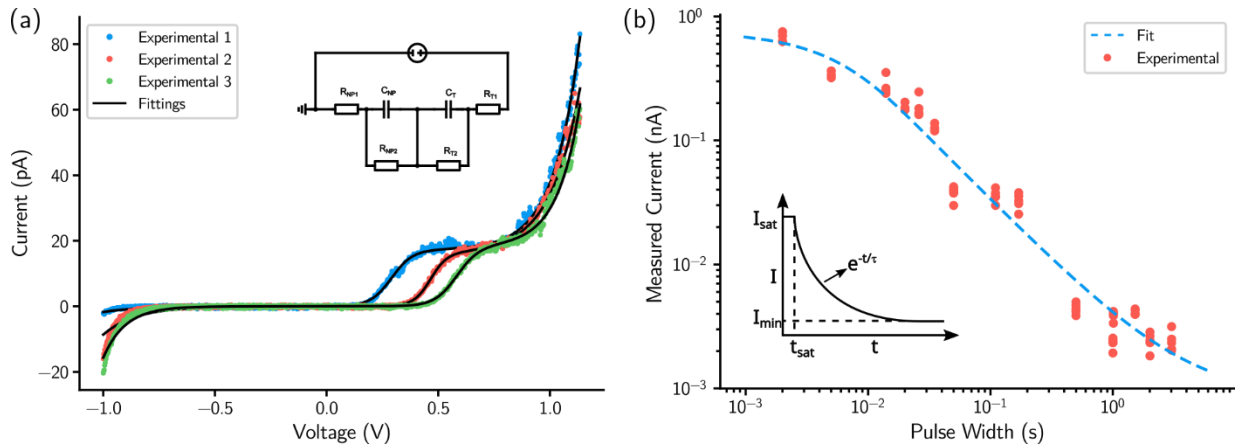 (a)
Experimental 1
Experimental 2
Experimental 3
Fittings
R_NP1
C_NP
C_T
R_T1
R_NP2
R_T2
Current (pA)
80
60
40
20
0
−20
−1.0 −0.5 0.0 0.5 1.0
Voltage (V)
(b)
Fit
Experimental
Measured Current (nA)
10^0
10^−1
10^−2
10^−3
I_sat
e^-t/τ
I
I_min
t_sat t
10^−3 10^−2 10^−1 10^0
Pulse Width (s)